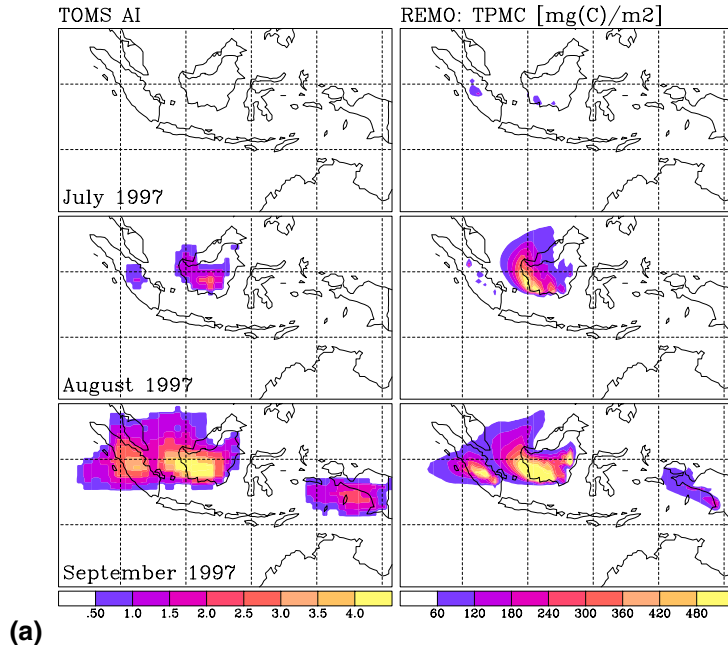 TOMS AI
REMO: TPMC [mg(C)/m2]
July 1997
August 1997
September 1997
.50 1.0 1.5 2.0 2.5 3.0 3.5 4.0
60 120 180 240 300 360 420 480
(a)